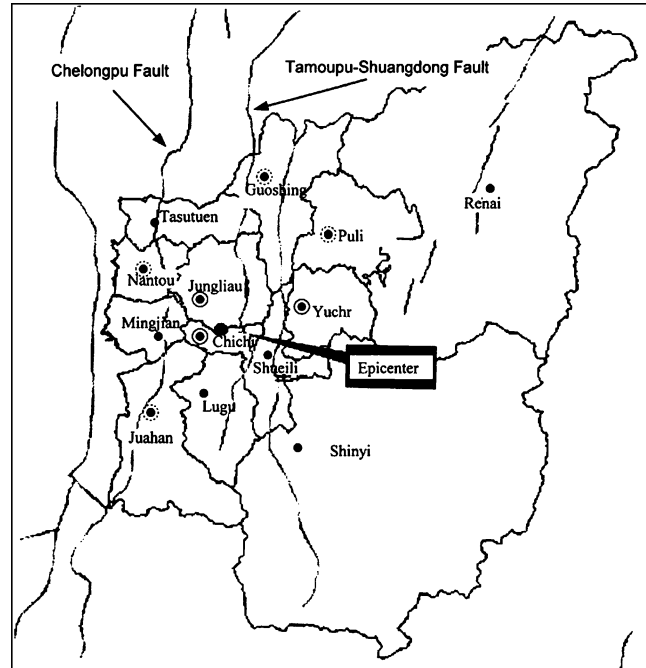 Chelongpu Fault
Tamoupu-Shuangdong Fault
Guoshing
Renai
Tasutuen
Puli
Nantou
Jungliau
Yuchr
Mingjian
Chichi
Shueili
Epicenter
Lugu
Juahan
Shinyi